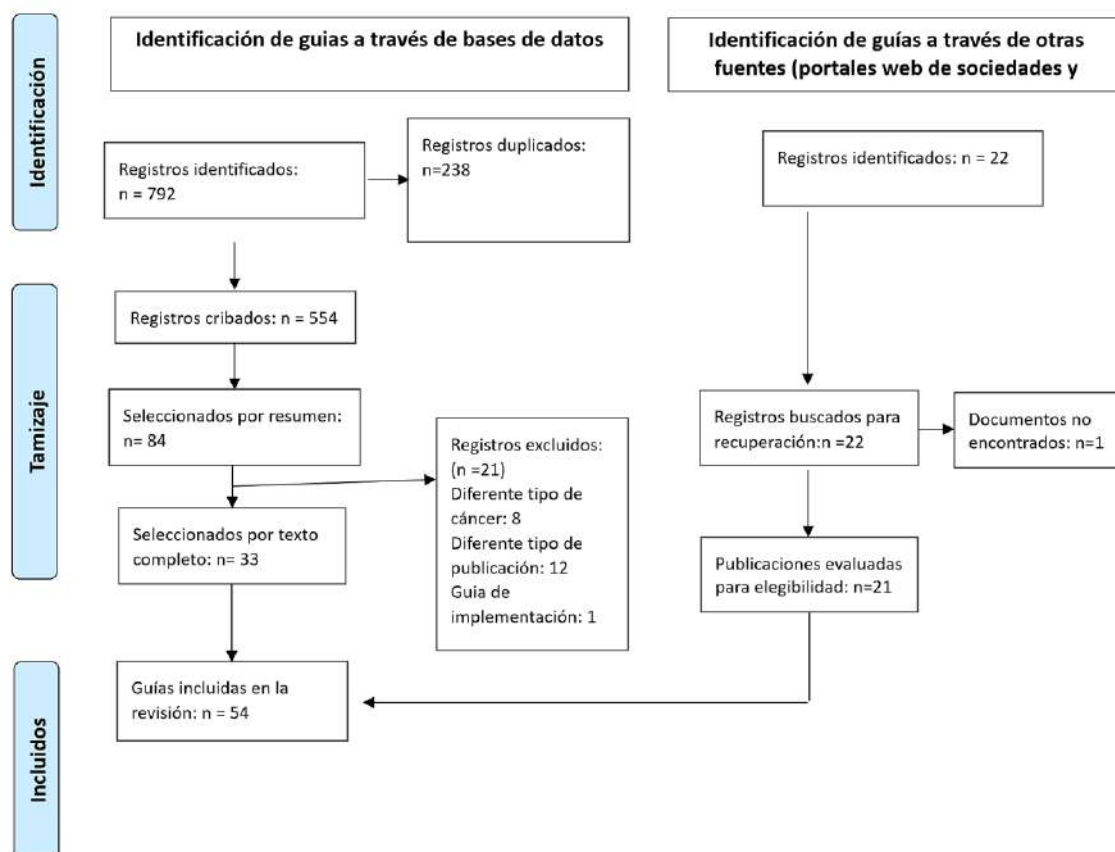 Identificación de guias a través de bases de datos
Identificación de guías a través de otras
fuentes (portales web de sociedades y
Identificación
Registros identificados:
n = 792
Registros duplicados:
n=238
Registros identificados: n = 22
Tamizaje
Registros cribados: n = 554
Seleccionados por resumen:
n= 84
Registros excluidos:
(n =21)
Diferente tipo de
cáncer: 8
Diferente tipo de
publicación: 12
Guia de
implementación: 1
Seleccionados por texto
completo: n= 33
Registros buscados para
recuperación:n =22
Documentos no
encontrados: n=1
Publicaciones evaluadas
para elegibilidad: n=21
Incluidos
Guías incluidas en la
revisión: n = 54